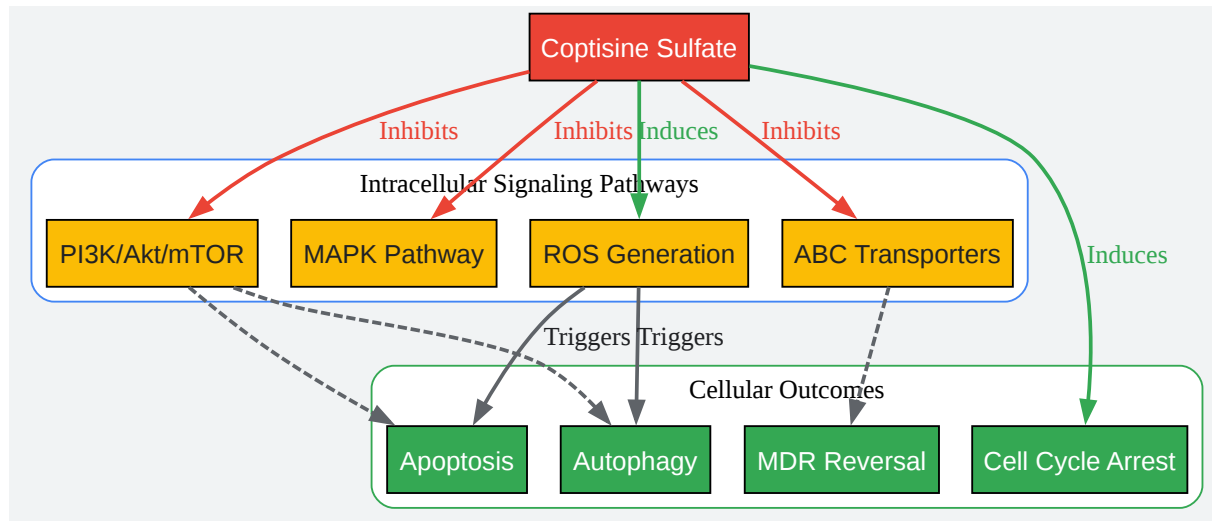 Coptisine Sulfate
Inhibits
Inhibits
Induces
Inhibits
Intracellular Signaling Pathways
PI3K/Akt/mTOR
MAPK Pathway
ROS Generation
ABC Transporters
Induces
Triggers
Triggers
Cellular Outcomes
Apoptosis
Autophagy
MDR Reversal
Cell Cycle Arrest